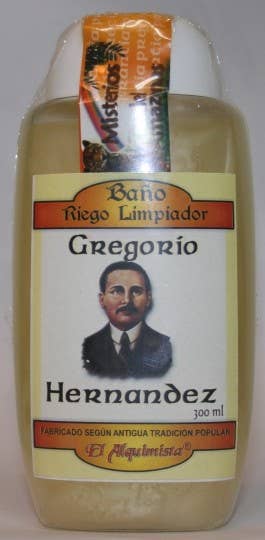 Misterios
Baño
Riego Limpiador
Gregorio
Hernandez
300 ml
FABRICADO SEGÚN ANTIGUA TRADICIÓN POPULAR
El Alquimista©